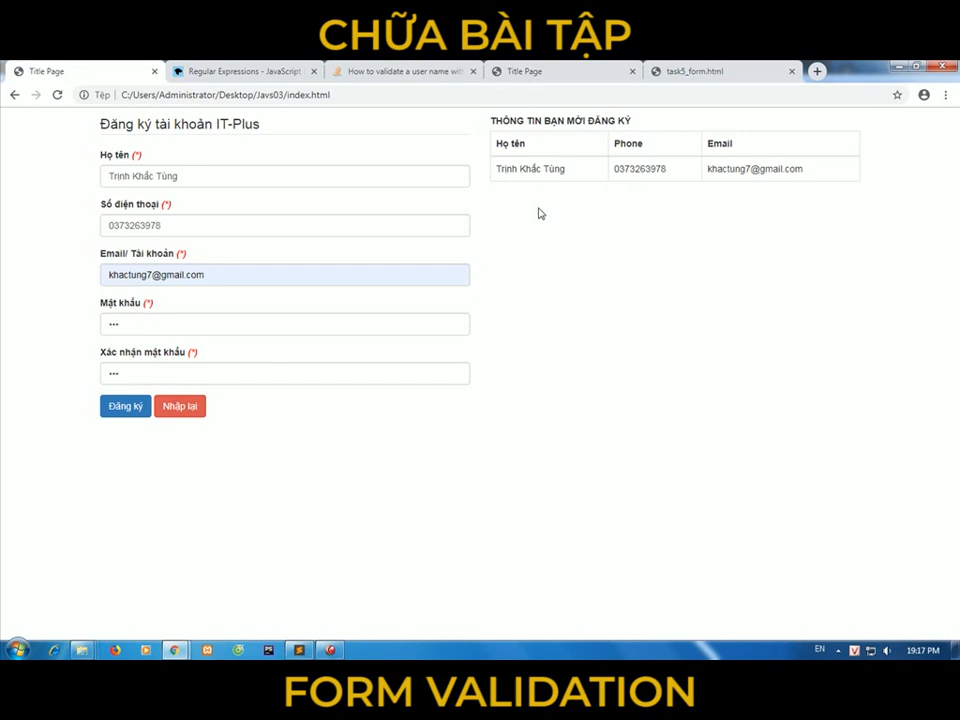 CHỮA BÀI TẬP
Title Page
Regular Expressions - JavaScript
How to validate a user name with
Title Page
task5_form.html
Tệp
C:/Users/Administrator/Desktop/Javs03/index.html
Đăng ký tài khoản IT-Plus
Họ tên (*)
Trịnh Khắc Tùng
Số điện thoại (*)
0373263978
Email/ Tài khoản (*)
khactung7@gmail.com
Mật khẩu (*)
•••
Xác nhận mật khẩu (*)
•••
Đăng ký
Nhập lại
THÔNG TIN BẠN MỚI ĐĂNG KÝ
Họ tên Phone Email
Trịnh Khắc Tùng 0373263978 khactung7@gmail.com
EN
19:17 PM
FORM VALIDATION